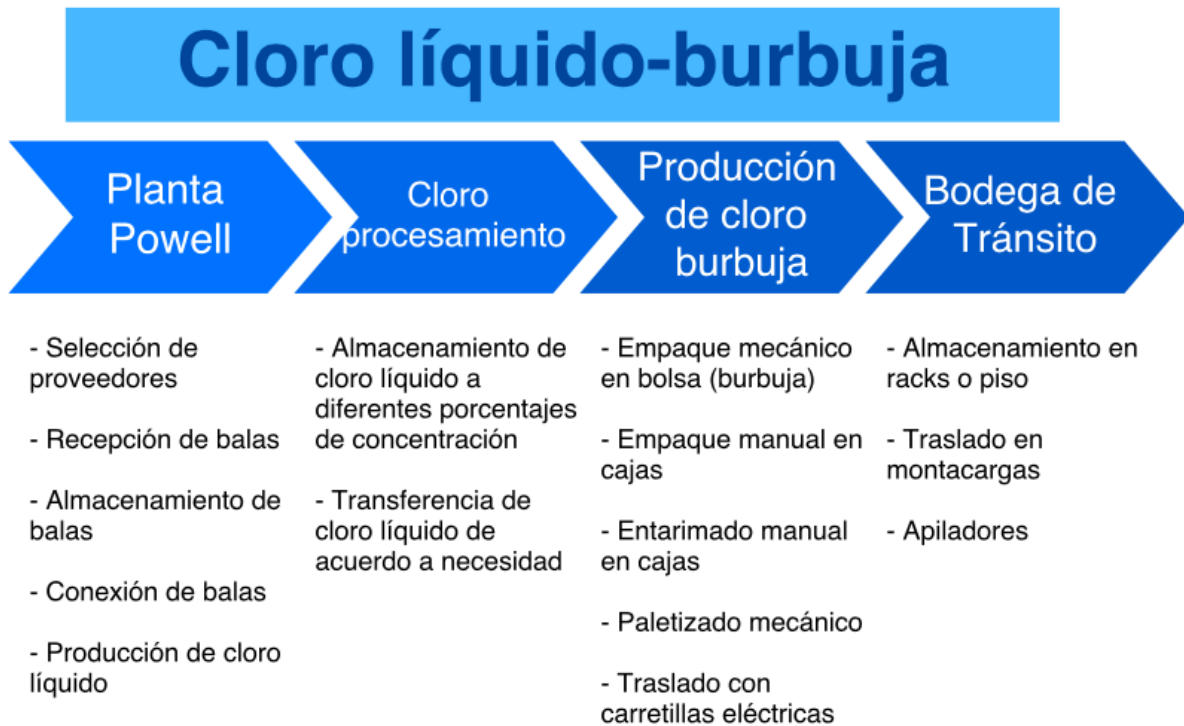 Cloro líquido-burbuja
Planta
Powell
Cloro
procesamiento
Producción
de cloro
burbuja
Bodega de
Tránsito
- Selección de
proveedores
- Recepción de balas
- Almacenamiento de
balas
- Conexión de balas
- Producción de cloro
líquido
- Almacenamiento de
cloro líquido a
diferentes porcentajes
de concentración
- Transferencia de
cloro líquido de
acuerdo a necesidad
- Empaque mecánico
en bolsa (burbuja)
- Empaque manual en
cajas
- Entarimado manual
en cajas
- Paletizado mecánico
- Traslado con
carretillas eléctricas
- Almacenamiento en
racks o piso
- Traslado en
montacargas
- Apiladores